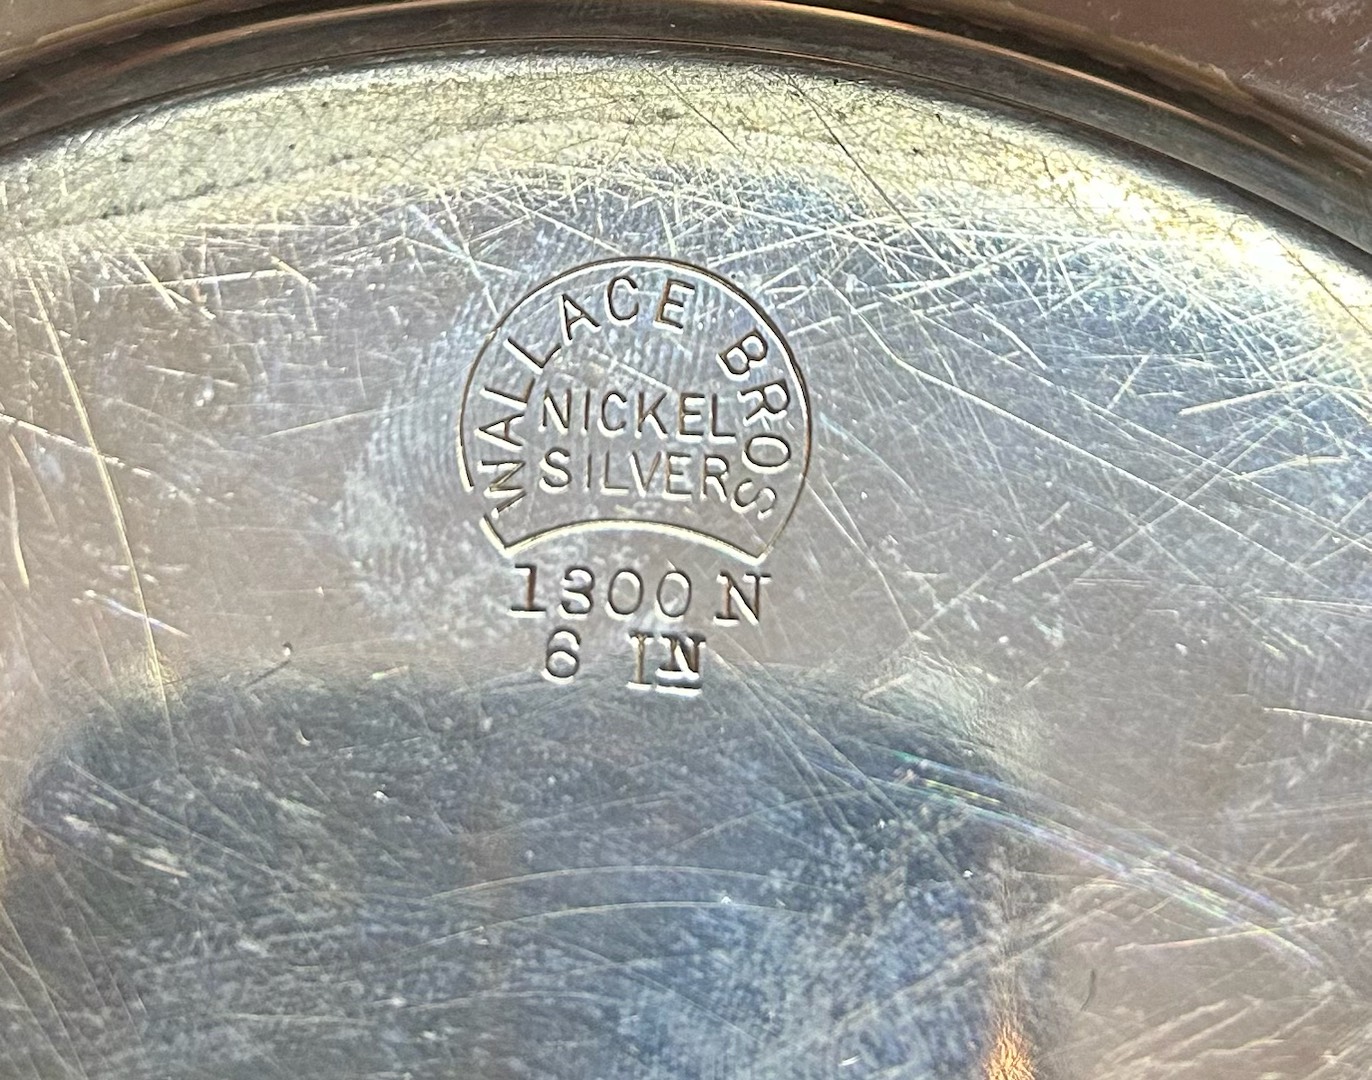 WALLACE BROS
NICKEL
SILVER
1300 N
6 IN